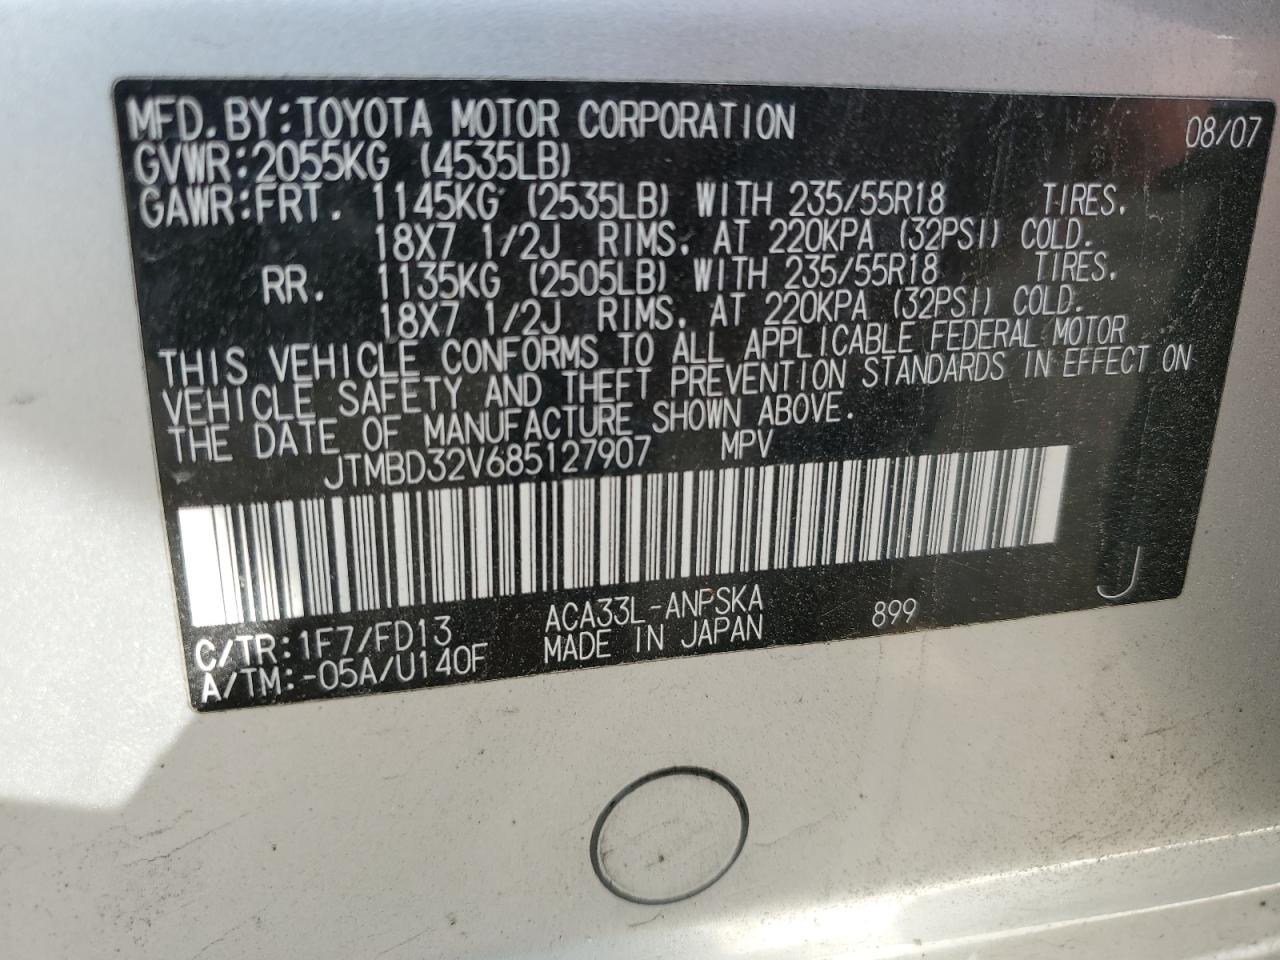 MFD.BY:TOYOTA MOTOR CORPORATION 08/07
GVWR:2055KG (4535LB)
GAWR:FRT. 1145KG (2535LB) WITH 235/55R18 TIRES.
18X7 1/2J RIMS. AT 220KPA (32PSI) COLD.
RR. 1135KG (2505LB) WITH 235/55R18 TIRES.
18X7 1/2J RIMS. AT 220KPA (32PSI) COLD.
THIS VEHICLE CONFORMS TO ALL APPLICABLE FEDERAL MOTOR
VEHICLE SAFETY AND THEFT PREVENTION STANDARDS IN EFFECT ON
THE DATE OF MANUFACTURE SHOWN ABOVE.
JTMBD32V685127907 MPV
C/TR:1F7/FD13 ACA33L-ANPSKA 899 J
A/TM:-05A/U140F MADE IN JAPAN